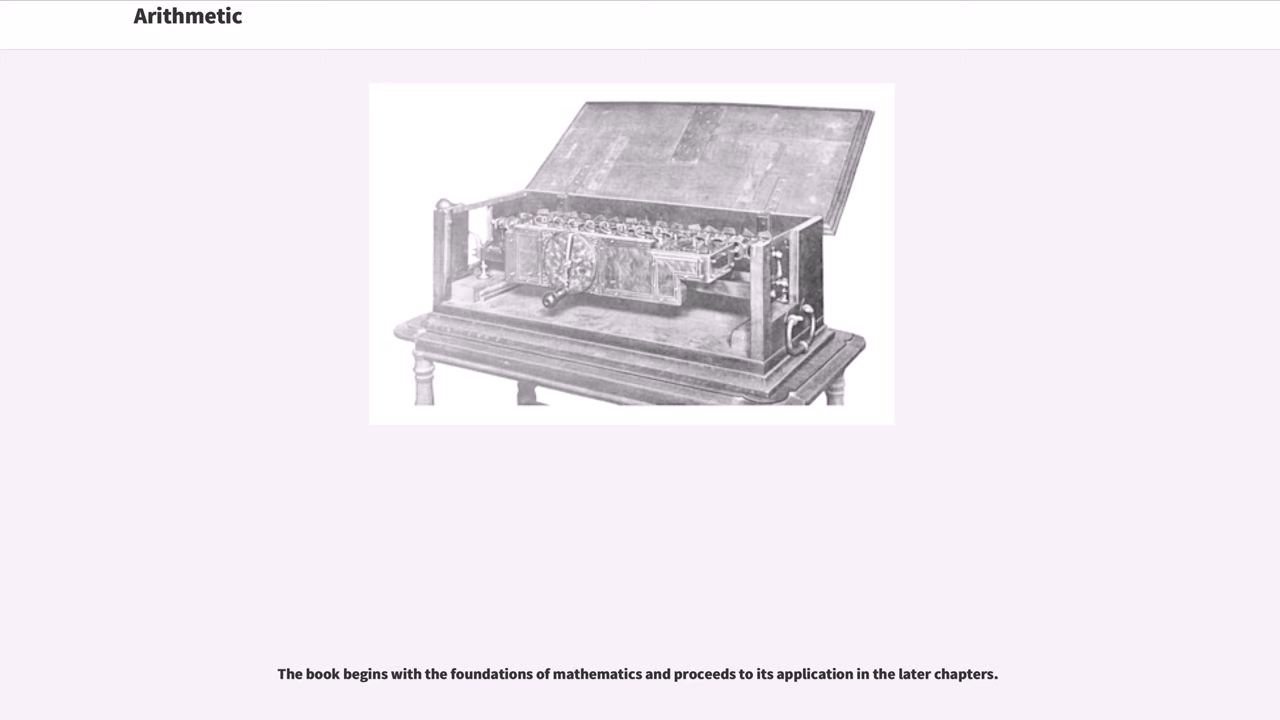 Arithmetic
The book begins with the foundations of mathematics and proceeds to its application in the later chapters.